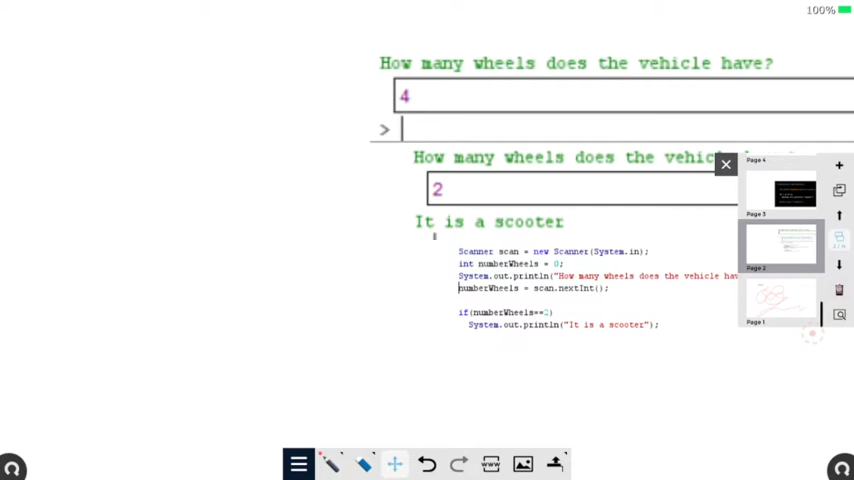 100%
How many wheels does the vehicle have?
4
>
How many wheels does the vehic
2
It is a scooter
Scanner scan = new Scanner(System.in);
int numberWheels = 0;
System.out.println("How many wheels does the vehicle hav
numberWheels = scan.nextInt();
if(numberWheels==2)
System.out.println("It is a scooter");
Page 4
Page 3
Page 2
Page 1
www